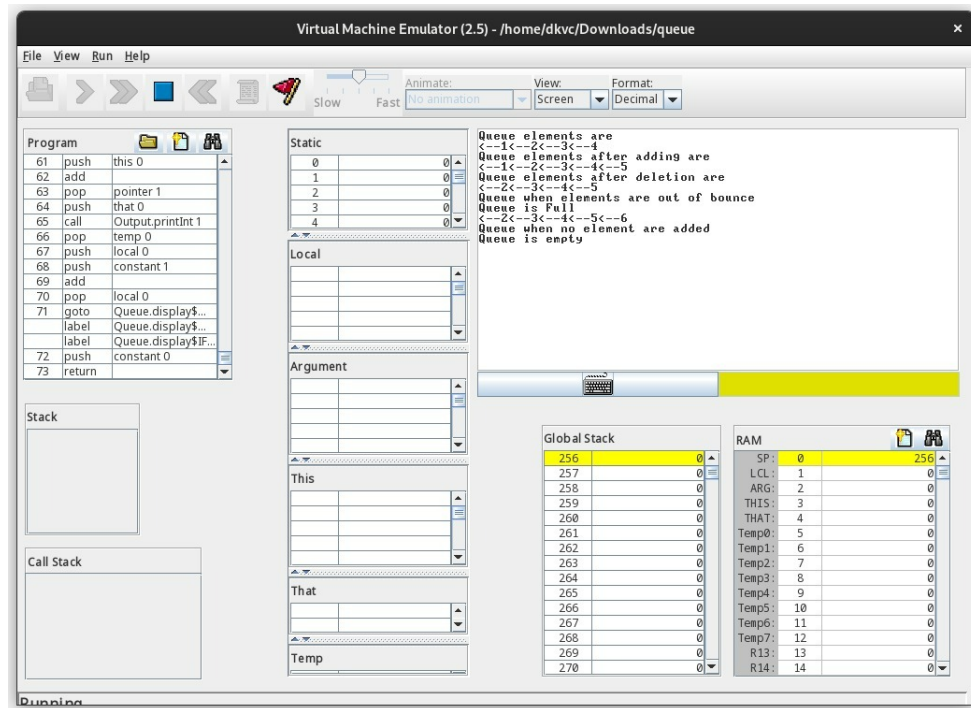 Virtual Machine Emulator (2.5) - /home/dkvc/Downloads/queue
×
File View Run Help
Slow Fast
Animate:
No animation
View:
Screen
Format:
Decimal
Program
61 push this 0
62 add
63 pop pointer 1
64 push that 0
65 call Output.printInt 1
66 pop temp 0
67 push local 0
68 push constant 1
69 add
70 pop local 0
71 goto Queue.display$...
label Queue.display$...
label Queue.display$IF...
72 push constant 0
73 return
Static
0 0
1 0
2 0
3 0
4 0
Local
Argument
This
That
Temp
Queue elements are
<--1<--2<--3<--4
Queue elements after adding are
<--1<--2<--3<--4<--5
Queue elements after deletion are
<--2<--3<--4<--5
Queue when elements are out of bounce
Queue is Full
<--2<--3<--4<--5<--6
Queue when no element are added
Queue is empty
Stack
Call Stack
Global Stack
256 0
257 0
258 0
259 0
260 0
261 0
262 0
263 0
264 0
265 0
266 0
267 0
268 0
269 0
270 0
RAM
SP: 0 256
LCL: 1 0
ARG: 2 0
THIS: 3 0
THAT: 4 0
Temp0: 5 0
Temp1: 6 0
Temp2: 7 0
Temp3: 8 0
Temp4: 9 0
Temp5: 10 0
Temp6: 11 0
Temp7: 12 0
R13: 13 0
R14: 14 0
Running